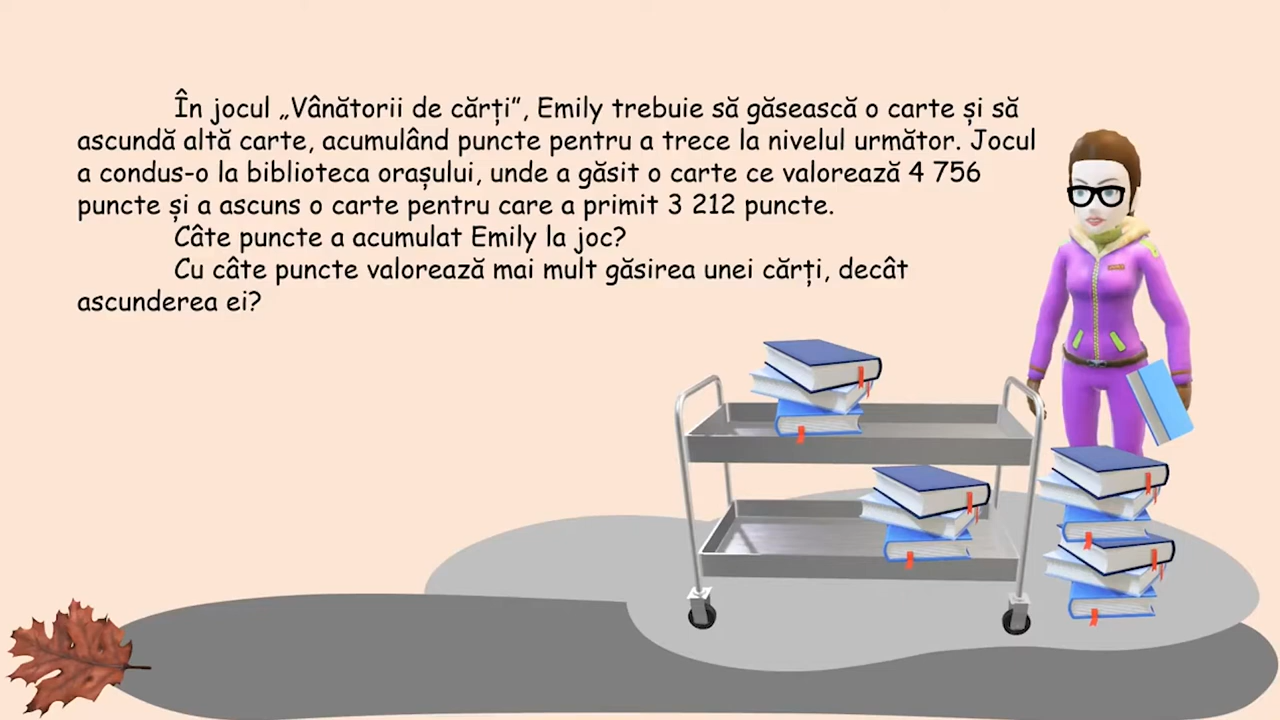 În jocul „Vânătorii de cărți”, Emily trebuie să găsească o carte și să
ascundă altă carte, acumulând puncte pentru a trece la nivelul următor. Jocul
a condus-o la biblioteca orașului, unde a găsit o carte ce valorează 4 756
puncte și a ascuns o carte pentru care a primit 3 212 puncte.
Câte puncte a acumulat Emily la joc?
Cu câte puncte valorează mai mult găsirea unei cărți, decât
ascunderea ei?